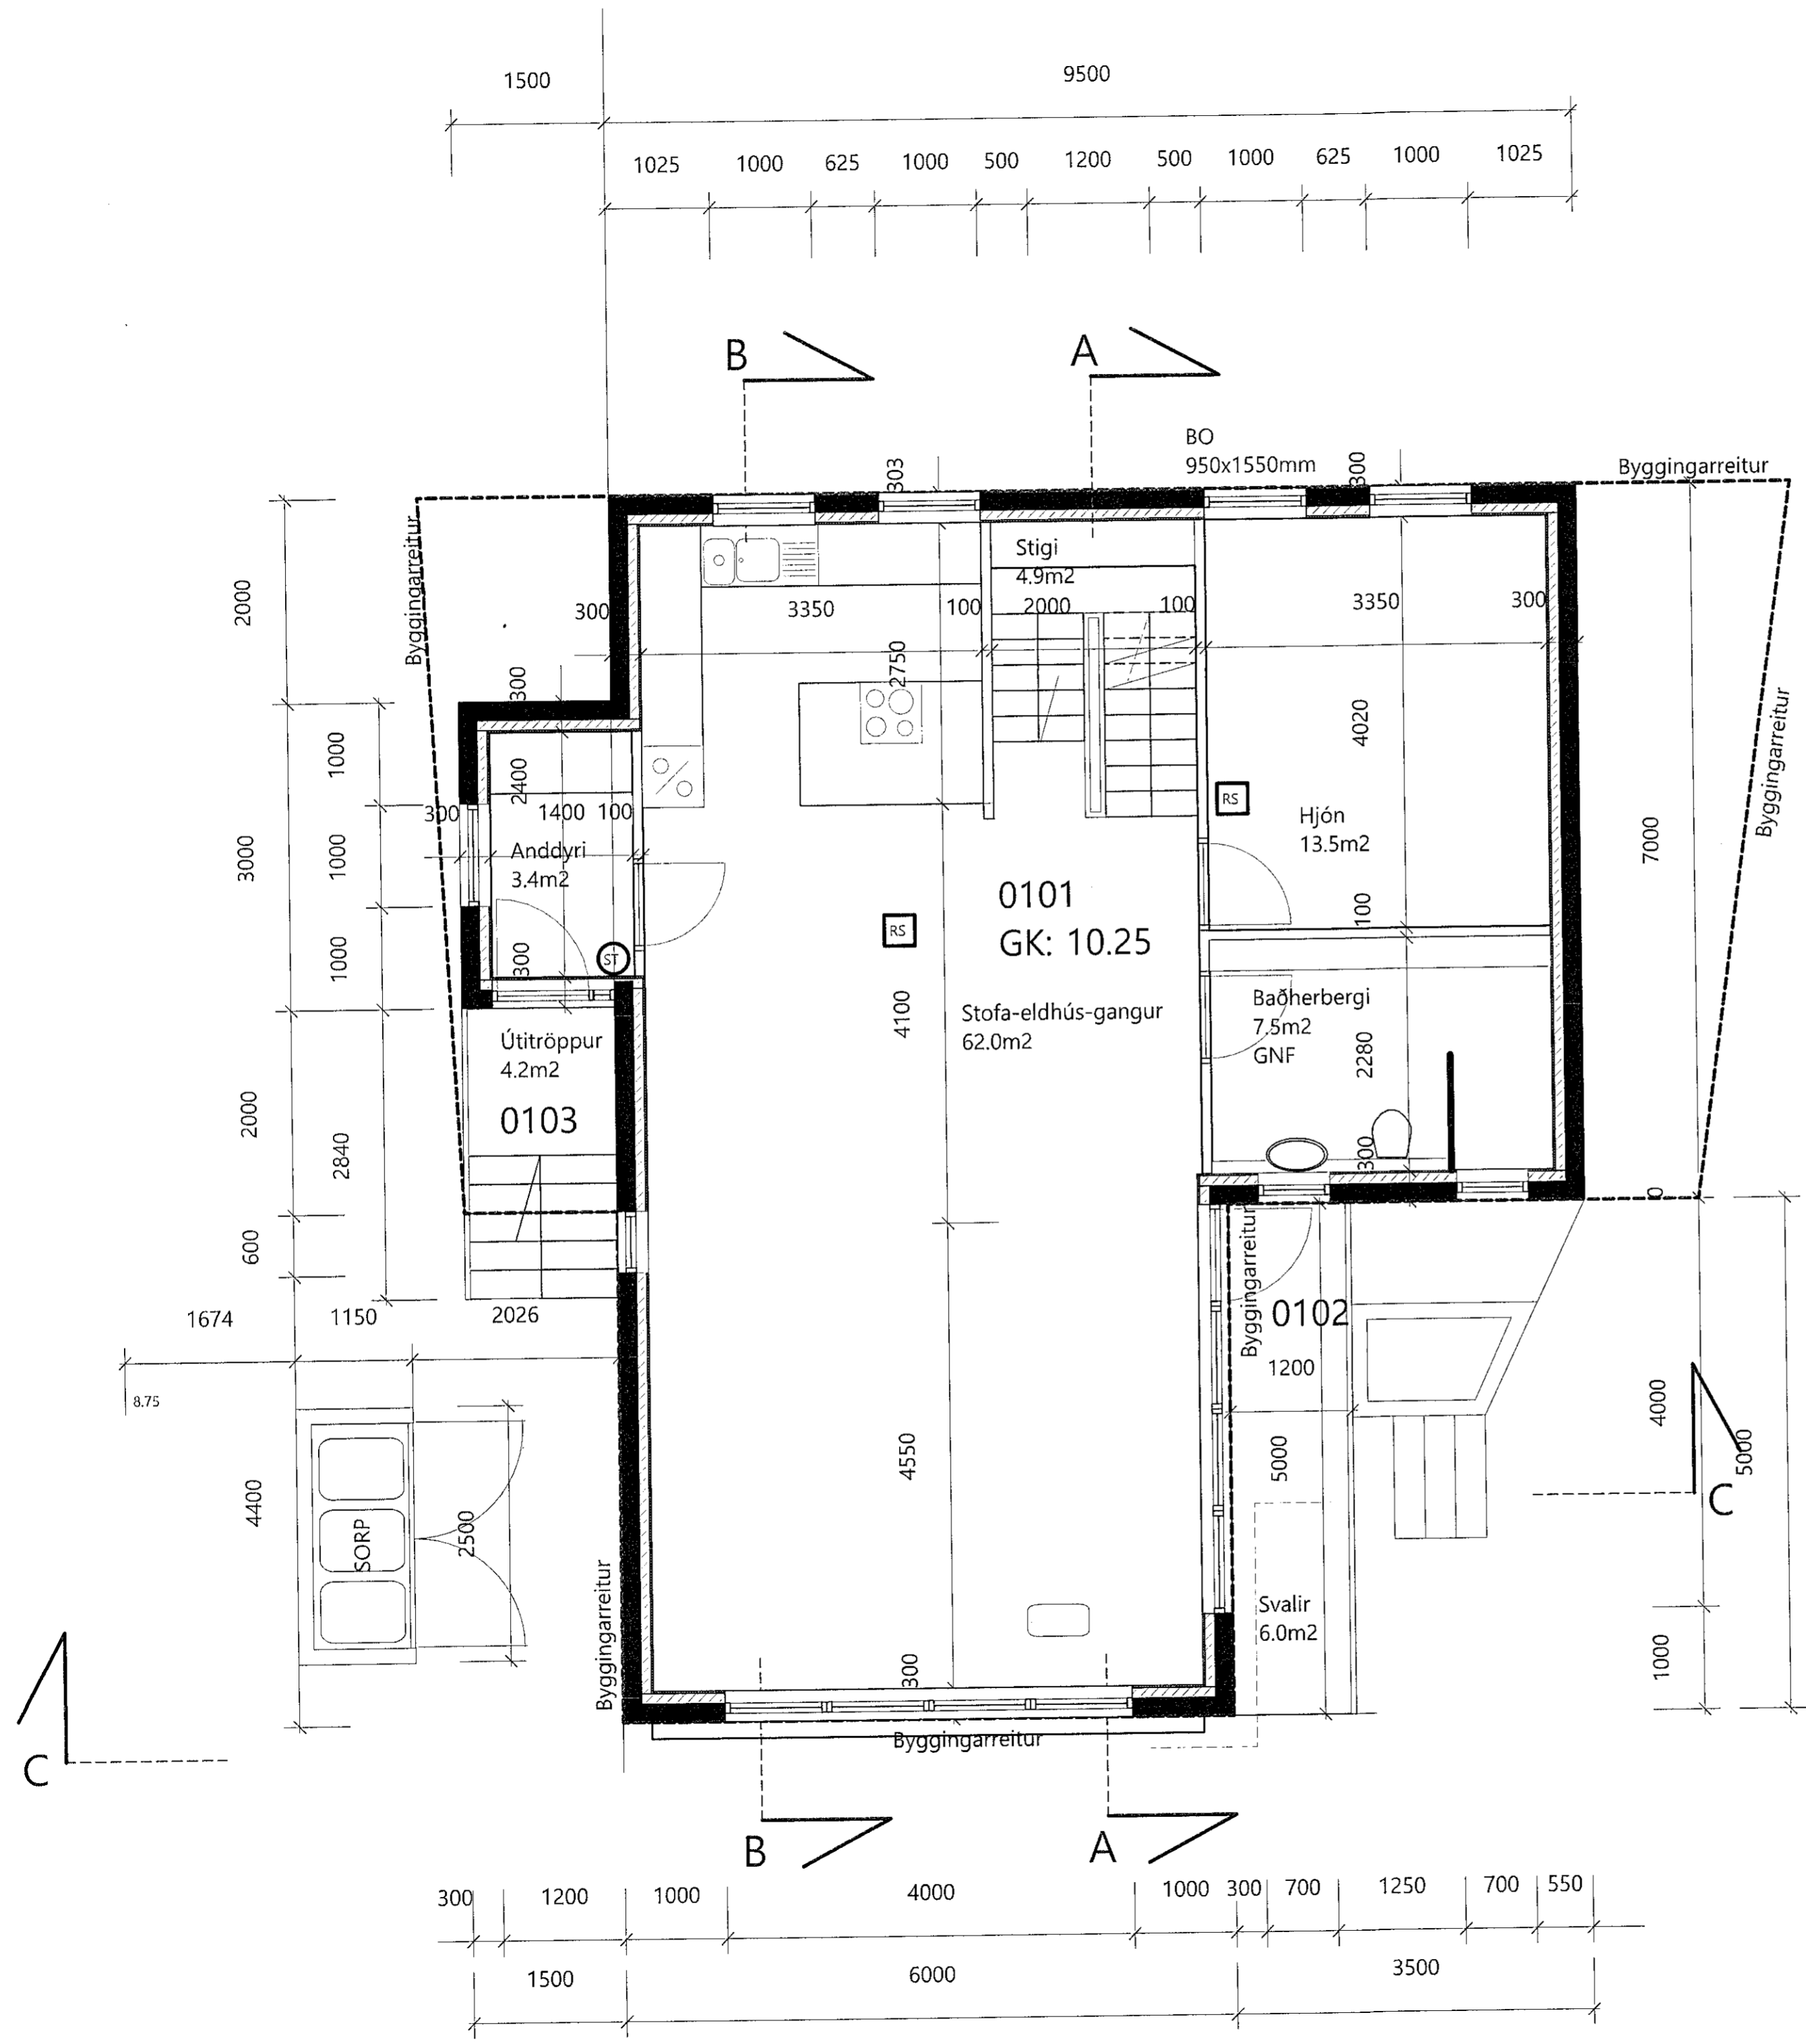 1500
9500
1025
1000
625
1000
500
1200
500
1000
625
1000
1025
B
A
BO
950x1550mm
303
300
Byggingarreitur
Byggingarreitur
Stigi
4.9m2
2000
300
3350
100
2000
100
3350
300
2750
300
4020
Byggingarreitur
1000
2400
300
1400
100
RS
Hjón
13.5m2
7000
3000
1000
Anddyri
3.4m2
0101
GK: 10.25
100
RS
1000
300
ST
4100
Stofa-eldhús-gangur
62.0m2
Baðherbergi
7.5m2
GNF
2280
Útitröppur
4.2m2
0103
2000
2840
300
0
600
Byggingarreitur
0102
1200
1674
1150
2026
8.75
4000
5000
4550
5000
C
4400
SORP
2500
Byggingarreitur
Svalir
6.0m2
1000
300
Byggingarreitur
C
B
A
300
1200
1000
4000
1000
300
700
1250
700
550
1500
6000
3500